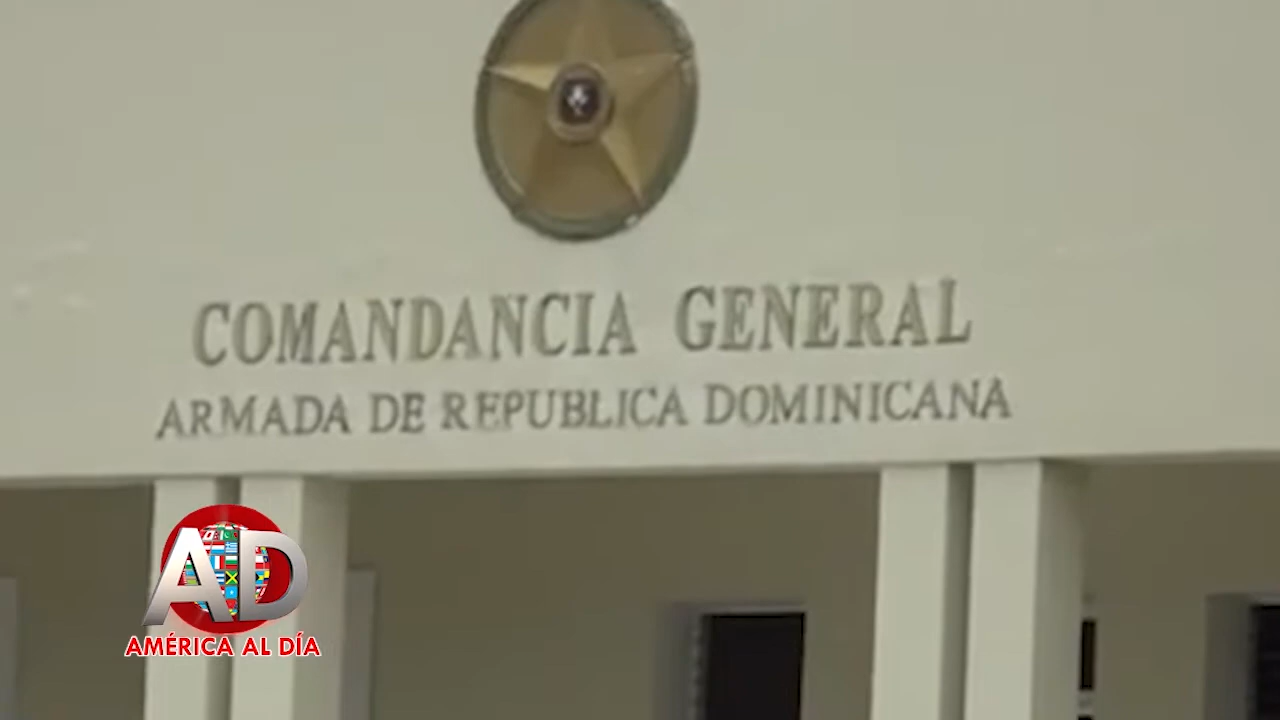 COMANDANCIA GENERAL
ARMADA DE REPUBLICA DOMINICANA
AD
AMÉRICA AL DÍA